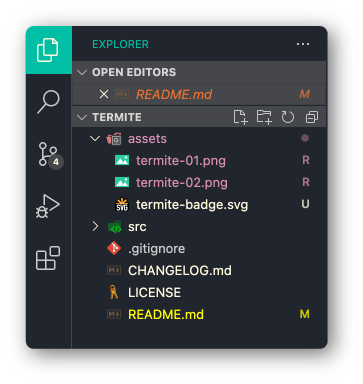 EXPLORER
OPEN EDITORS
README.md M
TERMITE
assets
termite-01.png R
termite-02.png R
SVG termite-badge.svg U
4
src
.gitignore
CHANGELOG.md
LICENSE
README.md M